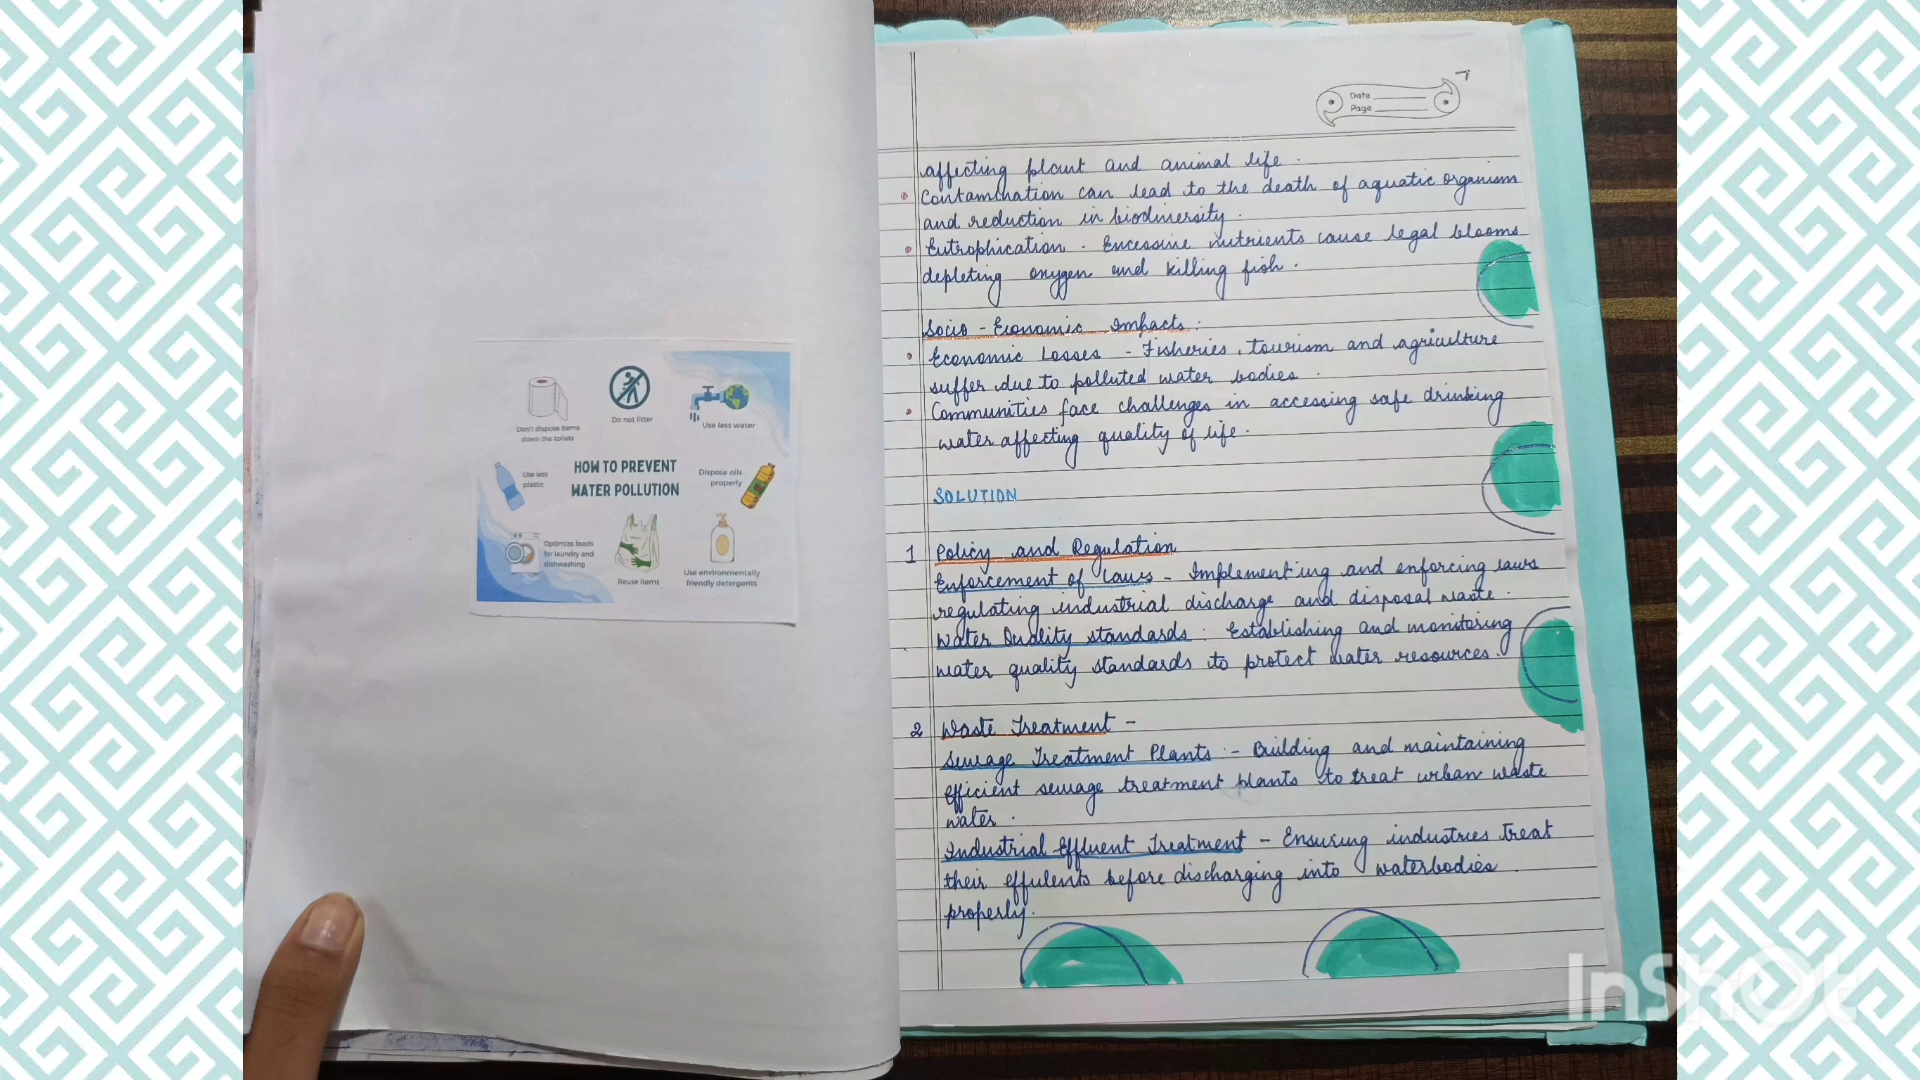 Don't dispose items
down the toilets
Do not litter
Use less water
Use less
plastic
HOW TO PREVENT
WATER POLLUTION
Dispose oils
properly
Optimize loads
for laundry and
dishwashing
Reuse items
Use environmentally
friendly detergents
7
Date
Page
affecting plant and animal life.
Contamination can lead to the death of aquatic organism
and reduction in biodiversity.
Eutrophication - Excessive nutrients cause legal blooms
depleting oxygen and killing fish.
Socio - Economic Impacts:
Economic Losses - Fisheries, tourism and agriculture
suffer due to polluted water bodies.
Communities face challenges in accessing safe drinking
water affecting quality of life.
SOLUTION
1 Policy and Regulation
Enforcement of laws - Implementing and enforcing laws
regulating industrial discharge and disposal waste.
Water Quality standards: Establishing and monitoring
water quality standards to protect water resources.
2 Waste Treatment -
Sewage Treatment Plants :- Building and maintaining
efficient sewage treatment plants to treat urban waste
water.
Industrial Effluent Treatment - Ensuring industries treat
their effulents before discharging into waterbodies.
properly.
InShOt